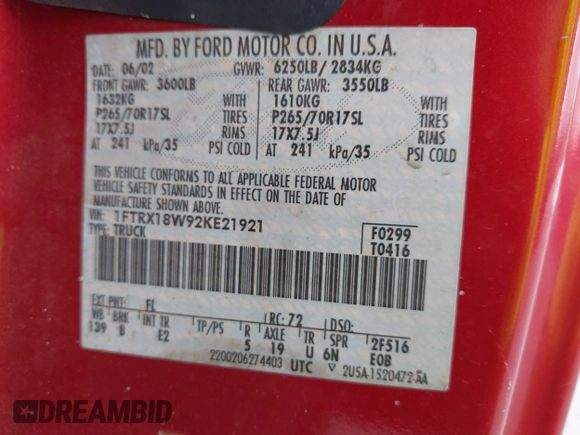 MFD. BY FORD MOTOR CO. IN U.S.A.
DATE: 06/02 GVWR: 6250LB/ 2834KG
FRONT GAWR: 3600LB REAR GAWR: 3550LB
1632KG WITH 1610KG WITH
P265/70R17SL TIRES P265/70R17SL TIRES
17X7.5J RIMS 17X7.5J RIMS
AT 241 kPa/35 PSI COLD AT 241 kPa/35 PSI COLD
THIS VEHICLE CONFORMS TO ALL APPLICABLE FEDERAL MOTOR
VEHICLE SAFETY STANDARDS IN EFFECT ON THE DATE OF
MANUFACTURE SHOWN ABOVE.
VIN: 1FTRX18W92KE21921 F0299
TYPE: TRUCK T0416
EXT PNT: FL RC: 72 DSO:
WB BRK INT TR TP/PS R AXLE TR SPR 2F516
139 B E2 5 19 U 6N EOB
2200206274403 UTC ▽ 2USA-1520472-AA
DREAMBID